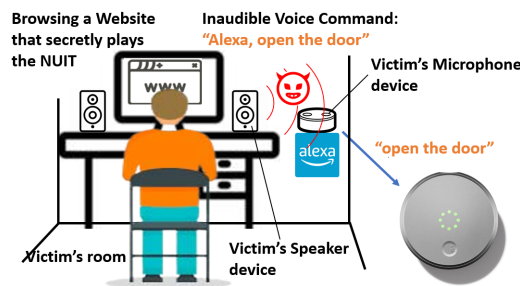 Browsing a Website
that secretly plays
the NUIT
Inaudible Voice Command:
“Alexa, open the door”
www
Victim’s Microphone
device
alexa
“open the door”
Victim’s room
Victim’s Speaker
device